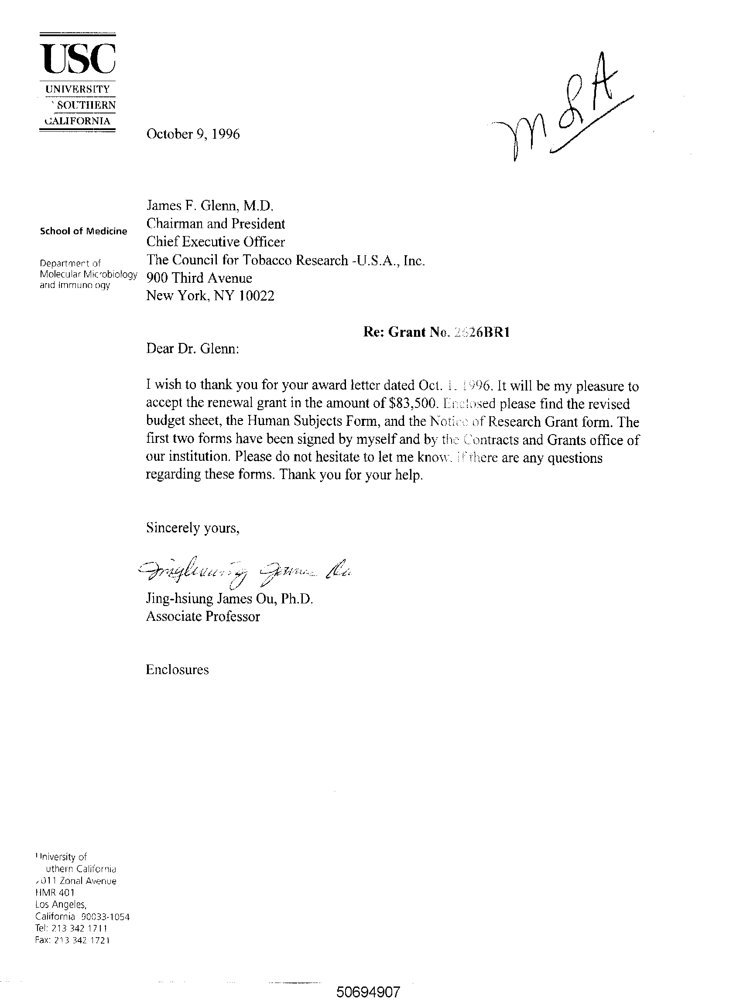 USC
UNIVERSITY
SOUTHERN
CALIFORNIA
October 9, 1996
School of Medicine
Department of
Molecular Microbiology
and Immunology
James F. Glenn, M.D.
Chairman and President
Chief Executive Officer
The Council for Tobacco Research -U.S.A., Inc.
900 Third Avenue
New York, NY 10022
Re: Grant No. 2626BR1
Dear Dr. Glenn:
I wish to thank you for your award letter dated Oct. 1, 1996. It will be my pleasure to
accept the renewal grant in the amount of $83,500. Enclosed please find the revised
budget sheet, the Human Subjects Form, and the Notice of Research Grant form. The
first two forms have been signed by myself and by the Contracts and Grants office of
our institution. Please do not hesitate to let me know, if there are any questions
regarding these forms. Thank you for your help.
Sincerely yours,
Jing-hsiung James Ou
Jing-hsiung James Ou, Ph.D.
Associate Professor
Enclosures
University of
uthern California
2011 Zonal Avenue
HMR 401
Los Angeles,
California 90033-1054
Tel: 213 342 1711
Fax: 213 342 1721
50694907